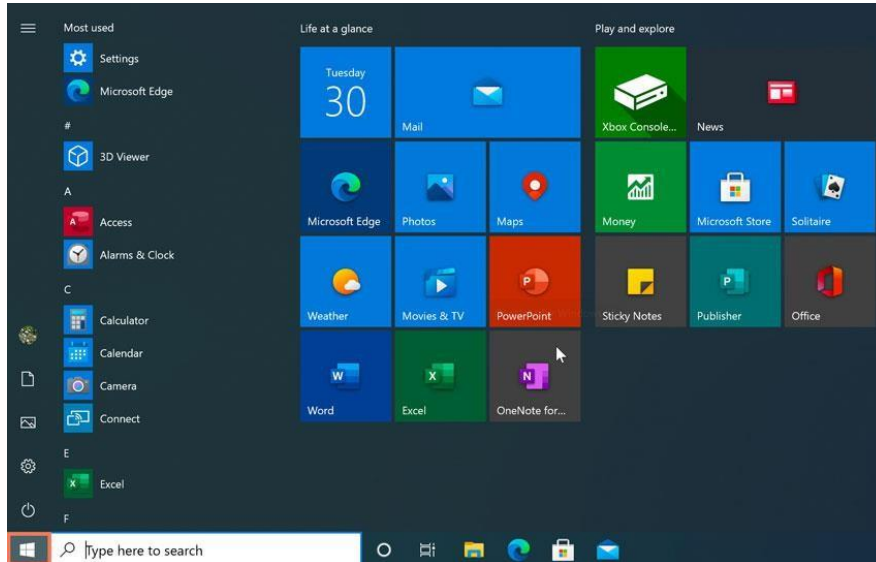 Most used
Settings
Microsoft Edge
#
3D Viewer
A
Access
Alarms & Clock
C
Calculator
Calendar
Camera
Connect
E
Excel
F
Life at a glance
Tuesday
30
Mail
Microsoft Edge
Photos
Maps
Weather
Movies & TV
PowerPoint
Word
Excel
OneNote for...
Play and explore
Xbox Console...
News
Money
Microsoft Store
Solitaire
Sticky Notes
Publisher
Office
Type here to search